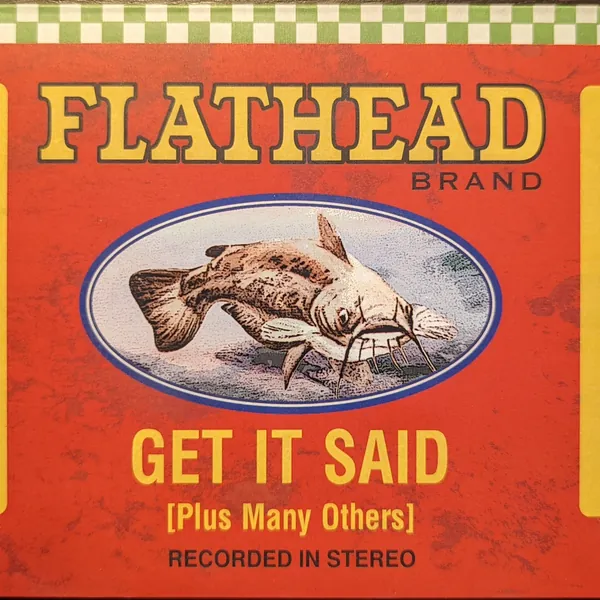 FLATHEAD
BRAND
GET IT SAID
[Plus Many Others]
RECORDED IN STEREO